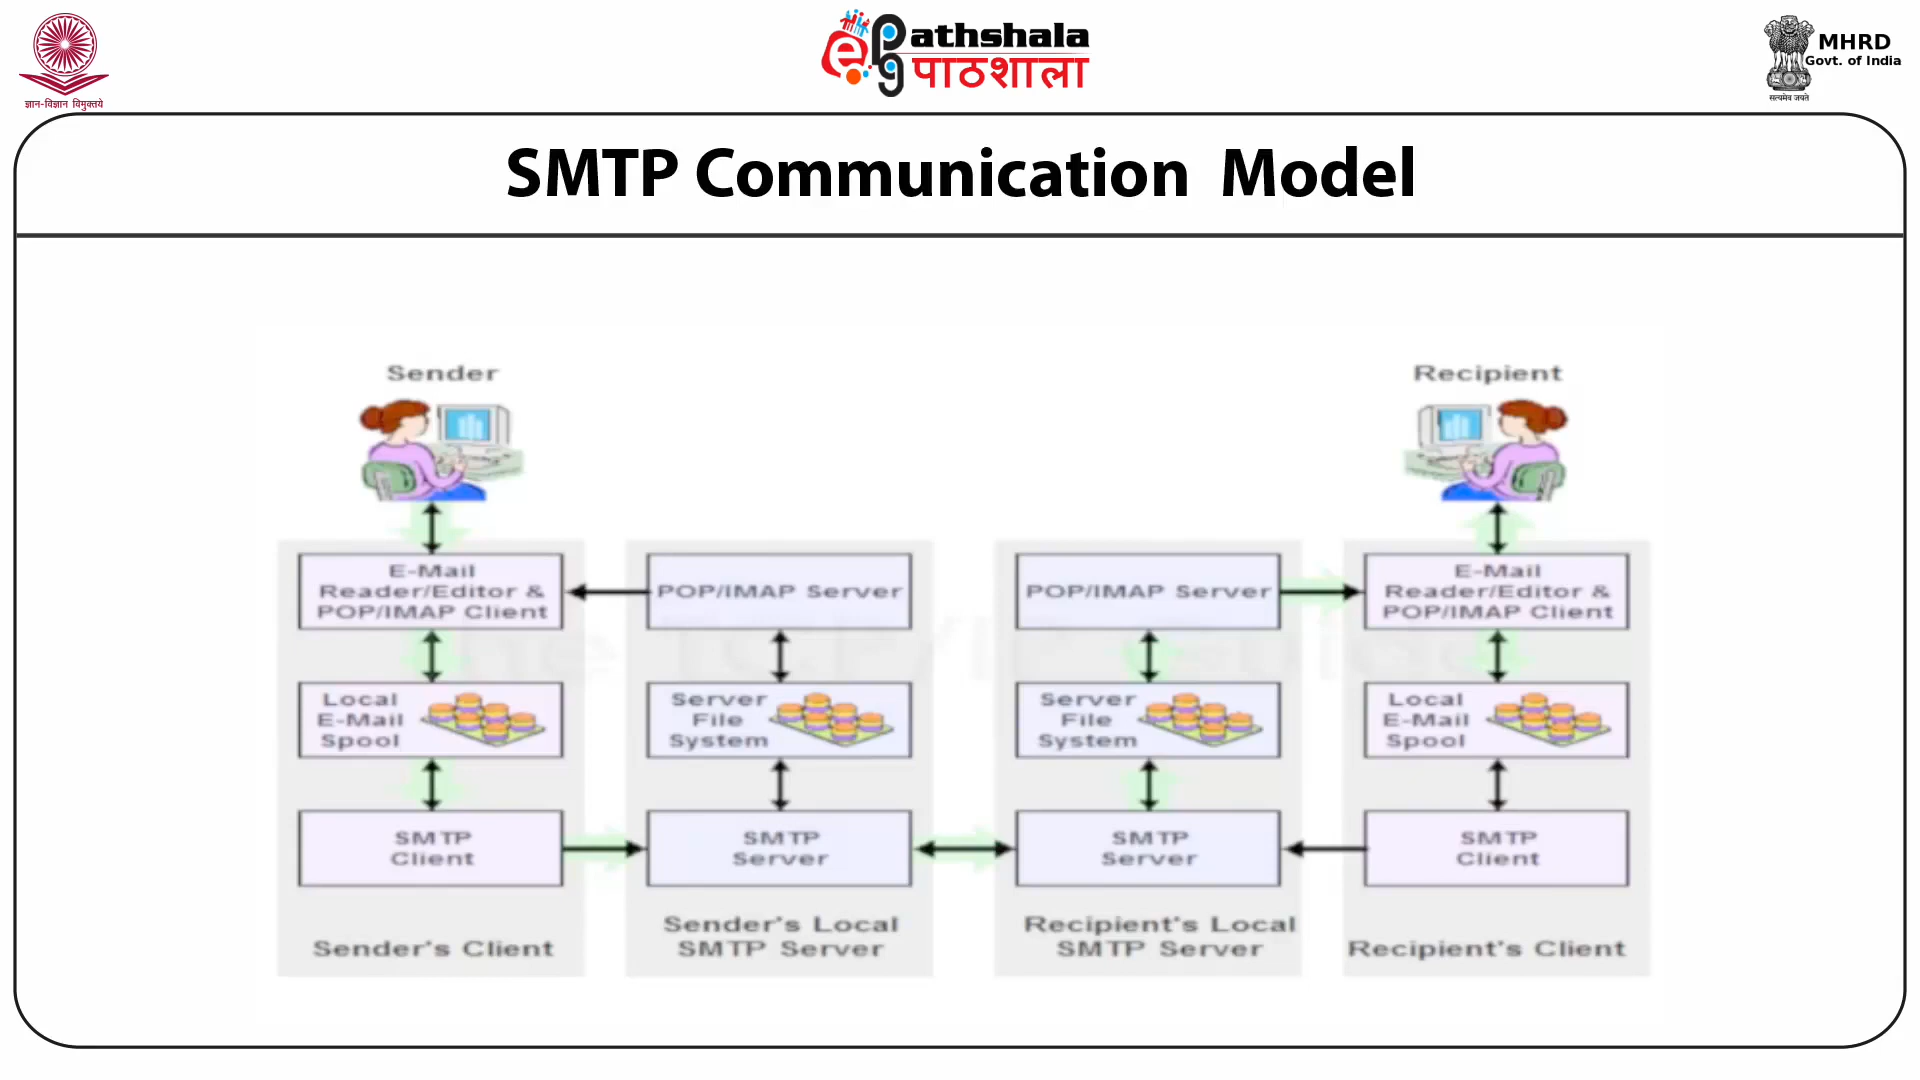 ज्ञान-विज्ञान विमुक्तये
e Pg athshala
पाठशाला
MHRD
Govt. of India
सत्यमेव जयते
SMTP Communication Model
Sender
Recipient
E-Mail
Reader/Editor &
POP/IMAP Client
POP/IMAP Server
POP/IMAP Server
E-Mail
Reader/Editor &
POP/IMAP Client
Local
E-Mail
Spool
Server
File
System
Server
File
System
Local
E-Mail
Spool
SMTP
Client
SMTP
Server
SMTP
Server
SMTP
Client
Sender's Client
Sender's Local
SMTP Server
Recipient's Local
SMTP Server
Recipient's Client